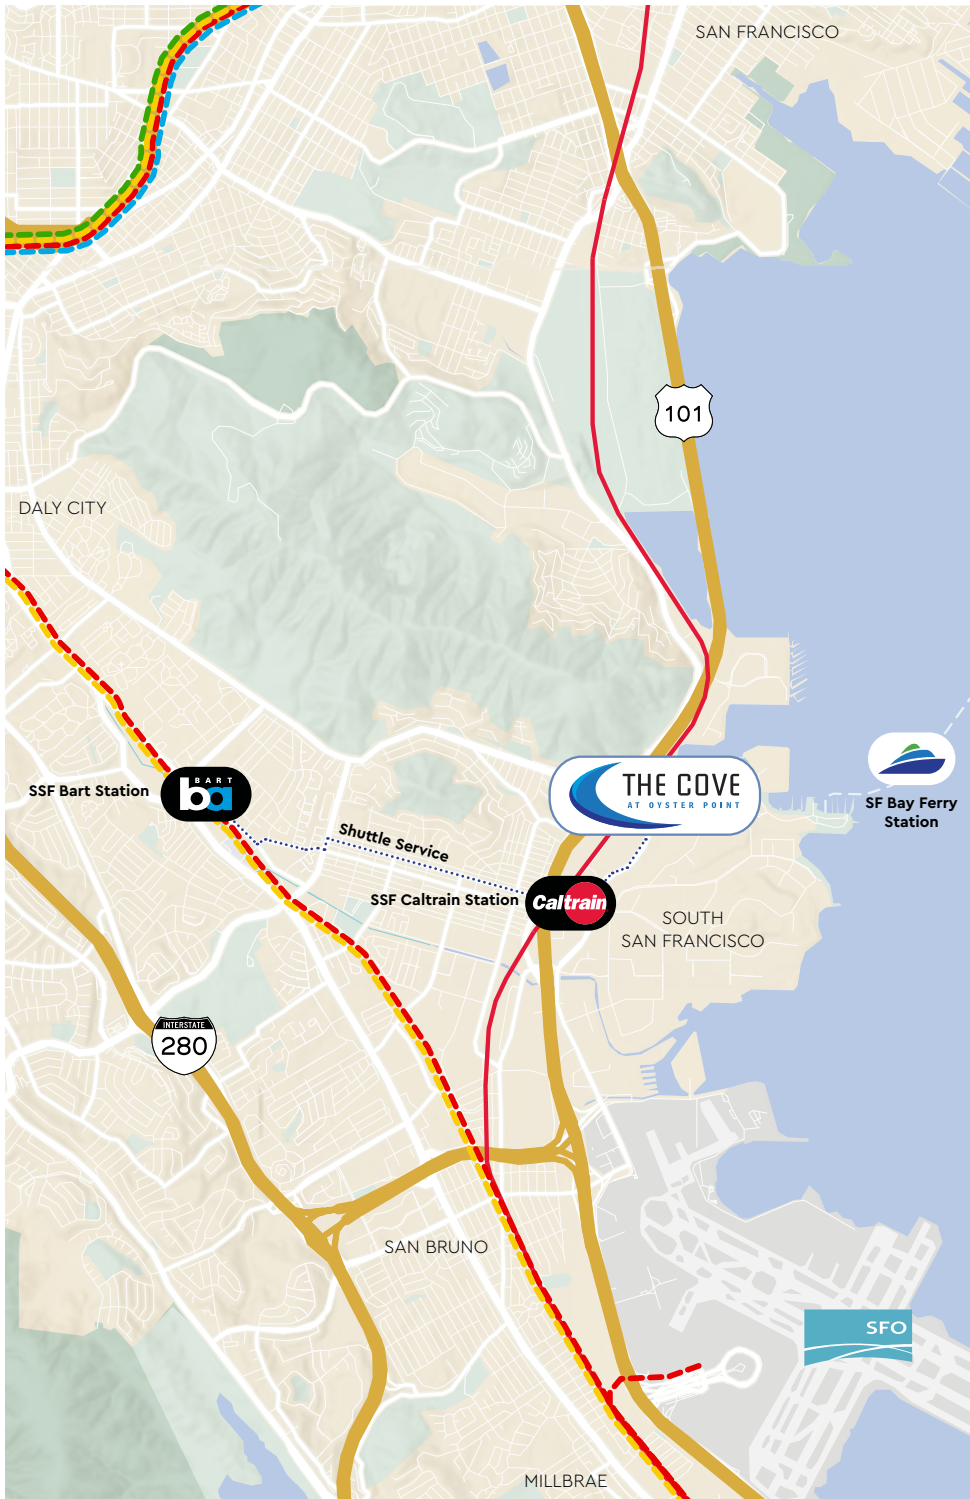 SAN FRANCISCO
101
DALY CITY
THE COVE
AT OYSTER POINT
BART
ba
SSF Bart Station
SF Bay Ferry
Station
Shuttle Service
SSF Caltrain Station
Caltrain
SOUTH
SAN FRANCISCO
INTERSTATE
280
SAN BRUNO
SFO
MILLBRAE